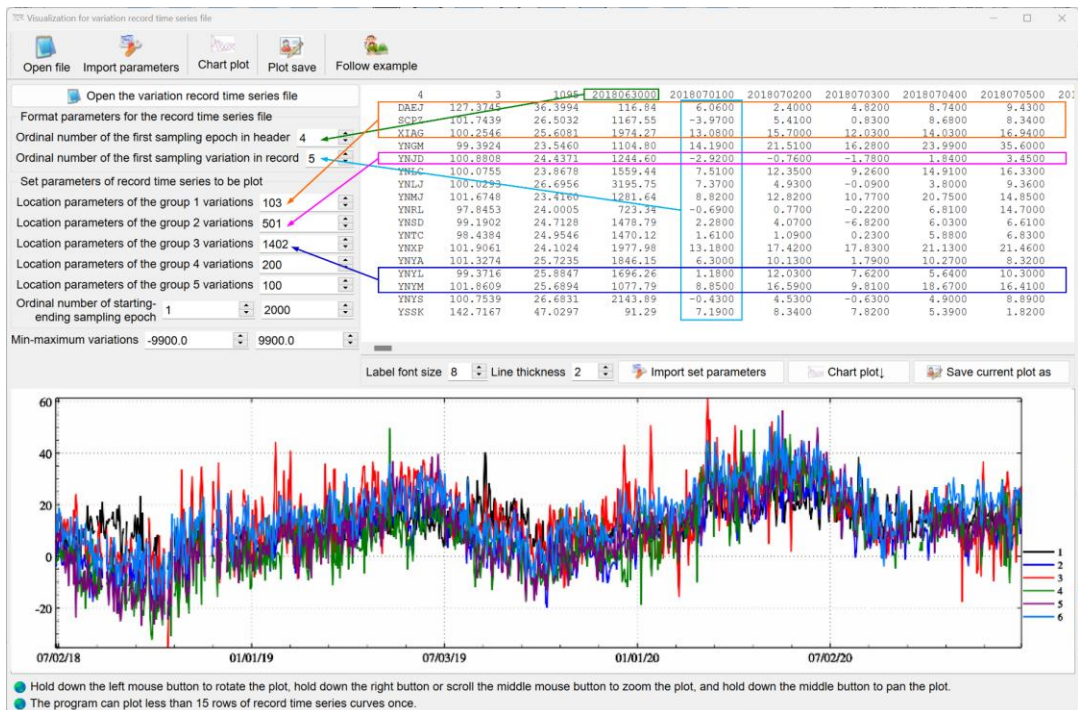 Visualization for variation record time series file
Open file Import parameters Chart plot Plot save Follow example
Open the variation record time series file
Format parameters for the record time series file
Ordinal number of the first sampling epoch in header 4
Ordinal number of the first sampling variation in record 5
Set parameters of record time series to be plot
Location parameters of the group 1 variations 103
Location parameters of the group 2 variations 501
Location parameters of the group 3 variations 1402
Location parameters of the group 4 variations 200
Location parameters of the group 5 variations 100
Ordinal number of starting-
ending sampling epoch 1 2000
Min-maximum variations -9900.0 9900.0
4 3 1095 2018063000 2018070100 2018070200 2018070300 2018070400 2018070500 201
DAEJ 127.3745 36.3994 116.84 6.0600 2.4000 4.8200 8.7400 9.4300
SCPZ 101.7439 26.5032 1167.55 -3.9700 5.4100 0.8300 8.6800 8.3400
XIAG 100.2546 25.6081 1974.27 13.0800 15.7000 12.0300 14.0300 16.9400
YNGM 99.3924 23.5460 1104.80 14.1900 21.5100 16.2800 23.9900 35.6000
YNJD 100.8808 24.4371 1244.60 -2.9200 -0.7600 -1.7800 1.8400 3.4500
YNLC 100.0755 23.8678 1559.44 7.5100 12.3500 9.2600 14.9100 16.3300
YNLJ 100.0293 26.6956 3195.75 7.3700 4.9300 -0.0900 3.8000 9.3600
YNMJ 101.6748 23.4160 1281.64 8.8200 12.8200 10.7700 20.7500 14.8500
YNRL 97.8453 24.0005 723.34 -0.6900 0.7700 -0.2200 6.8100 14.7000
YNSD 99.1902 24.7128 1478.79 2.2800 4.0700 -6.8200 6.0300 -0.6100
YNTC 98.4384 24.9546 1470.12 1.6100 1.0900 0.2300 5.8800 6.8300
YNXP 101.9061 24.1024 1977.98 13.1800 17.4200 17.8300 21.1300 21.4600
YNYA 101.3274 25.7235 1846.15 6.3000 10.1300 1.7900 10.2700 8.3200
YNYL 99.3716 25.8847 1696.26 1.1800 12.0300 7.6200 5.6400 10.3000
YNYM 101.8609 25.6894 1077.79 8.8500 16.5900 9.8100 18.6700 16.4100
YNYS 100.7539 26.6831 2143.89 -0.4300 4.5300 -0.6300 4.9000 8.8900
YSSK 142.7167 47.0297 91.29 7.1900 8.3400 7.8200 5.3900 1.8200
Label font size 8 Line thickness 2 Import set parameters Chart plot↓ Save current plot as
60
40
20
0
-20
1
2
3
4
5
6
07/02/18 01/01/19 07/03/19 01/01/20 07/02/20
Hold down the left mouse button to rotate the plot, hold down the right button or scroll the middle mouse button to zoom the plot, and hold down the middle button to pan the plot.
The program can plot less than 15 rows of record time series curves once.